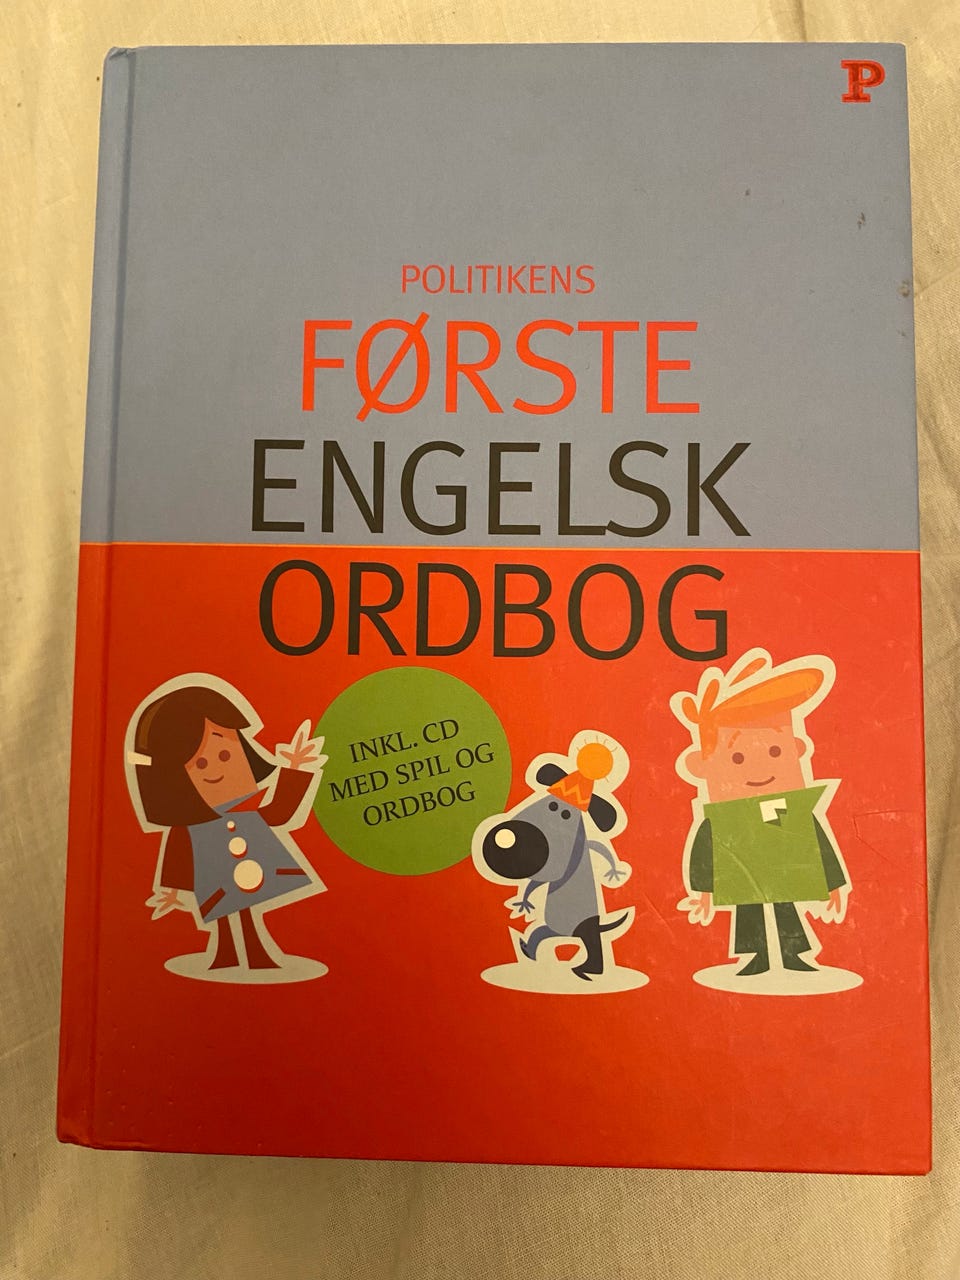 P
POLITIKENS
FØRSTE
ENGELSK
ORDBOG
INKL. CD
MED SPIL OG
ORDBOG